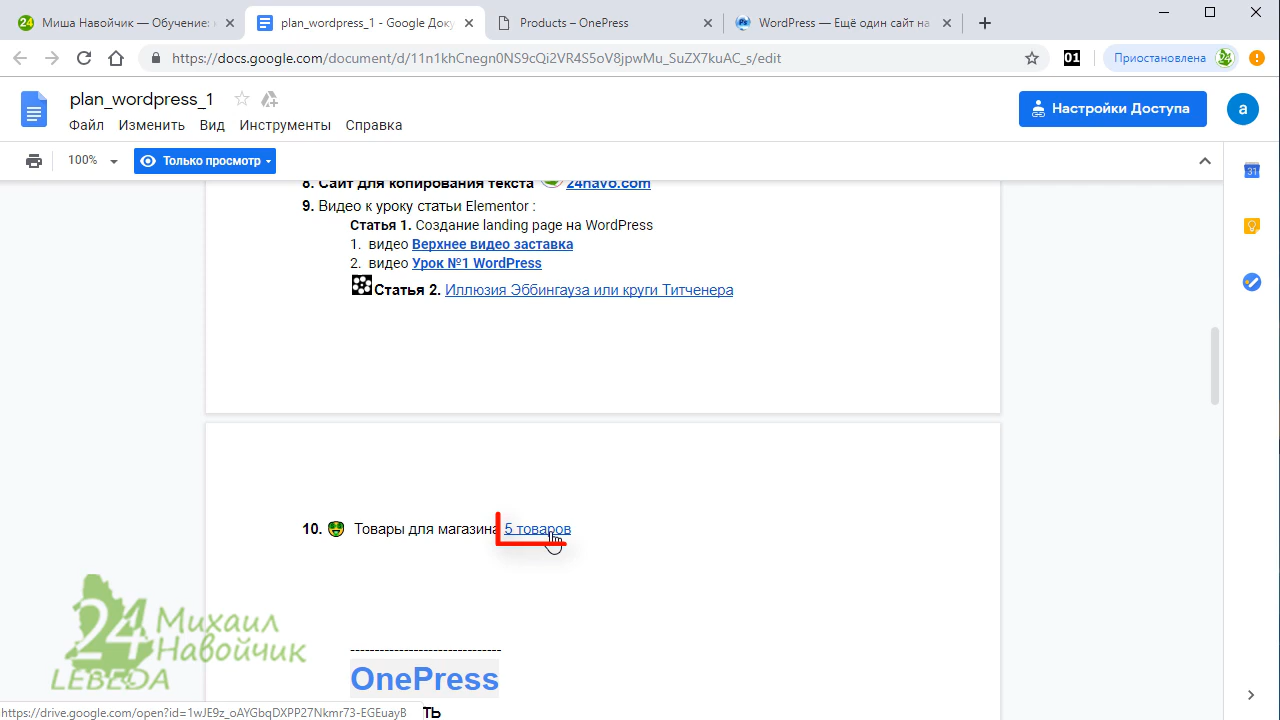 Миша Навойчик — Обучение:
plan_wordpress_1 - Google Доку
Products – OnePress
WordPress — Ещё один сайт на
https://docs.google.com/document/d/11n1khCnegn0NS9cQi2VR4S5oV8jpwMu_SuZX7kuAC_s/edit
01
Приостановлена
plan_wordpress_1
Настройки Доступа
a
Файл Изменить Вид Инструменты Справка
100%
Только просмотр
31
8. Сайт для копирования текста 24navo.com
9. Видео к уроку статьи Elementor :
Статья 1. Создание landing page на WordPress
1. видео Верхнее видео заставка
2. видео Урок №1 WordPress
Статья 2. Иллюзия Эббингауза или круги Титченера
10. Товары для магазина 5 товаров
------------------------------
OnePress
24 Михаил
Навойчик
LEBEDA
https://drive.google.com/open?id=1wJE9z_oAYGbqDXPP27Nkmr73-EGEuayB
ТЬ